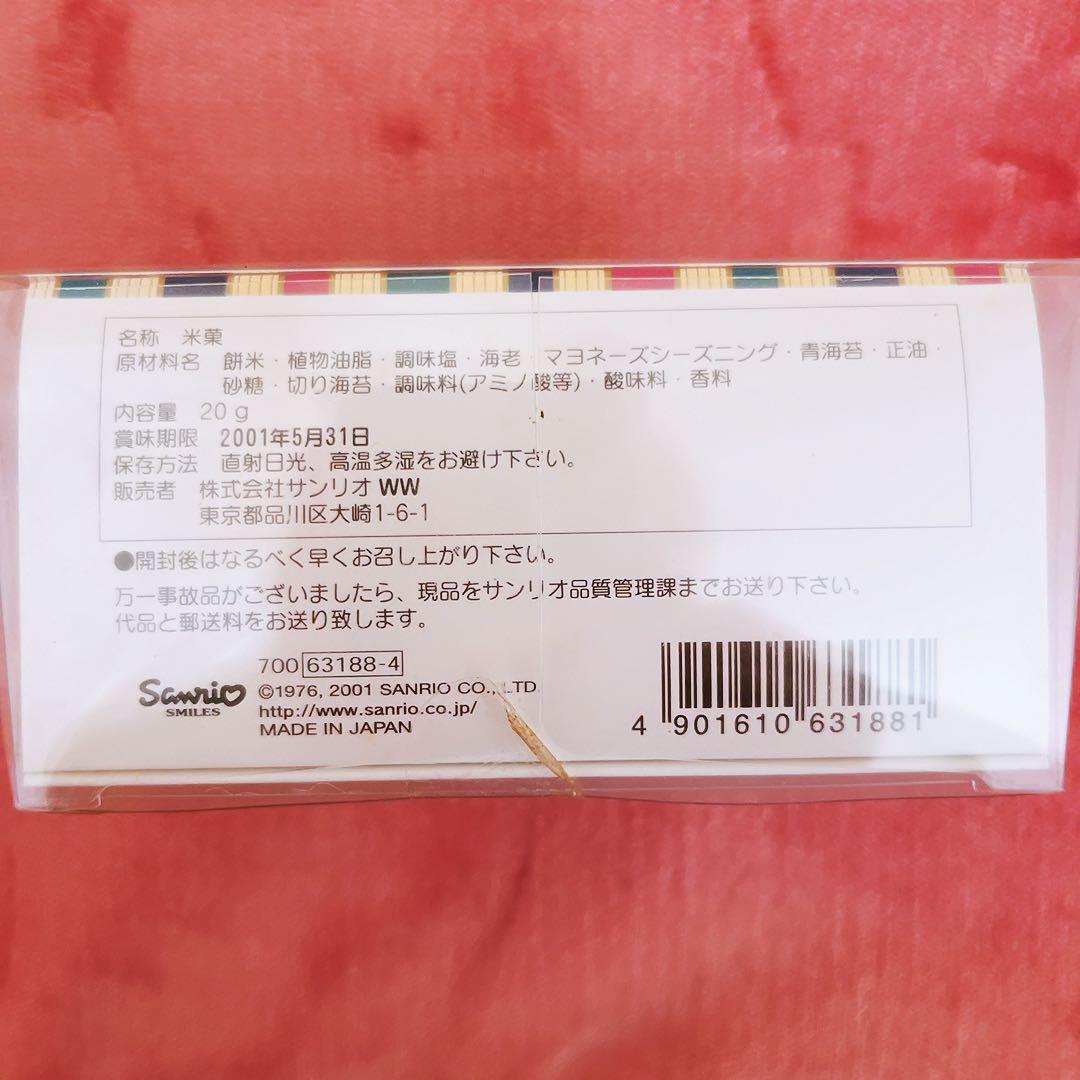 名称 米菓
原材料名 餅米・植物油脂・調味塩・海老・マヨネーズシーズニング・青海苔・正油・
砂糖・切り海苔・調味料(アミノ酸等)・酸味料・香料
内容量 20g
賞味期限 2001年5月31日
保存方法 直射日光、高温多湿をお避け下さい。
販売者 株式会社サンリオ WW
東京都品川区大崎1-6-1
●開封後はなるべく早くお召し上がり下さい。
万一事故品がございましたら、現品をサンリオ品質管理課までお送り下さい。
代品と郵送料をお送り致します。
700 63188-4
Sanrio
SMILES
©1976, 2001 SANRIO CO., LTD.
http://www.sanrio.co.jp/
MADE IN JAPAN
4 901610 631881